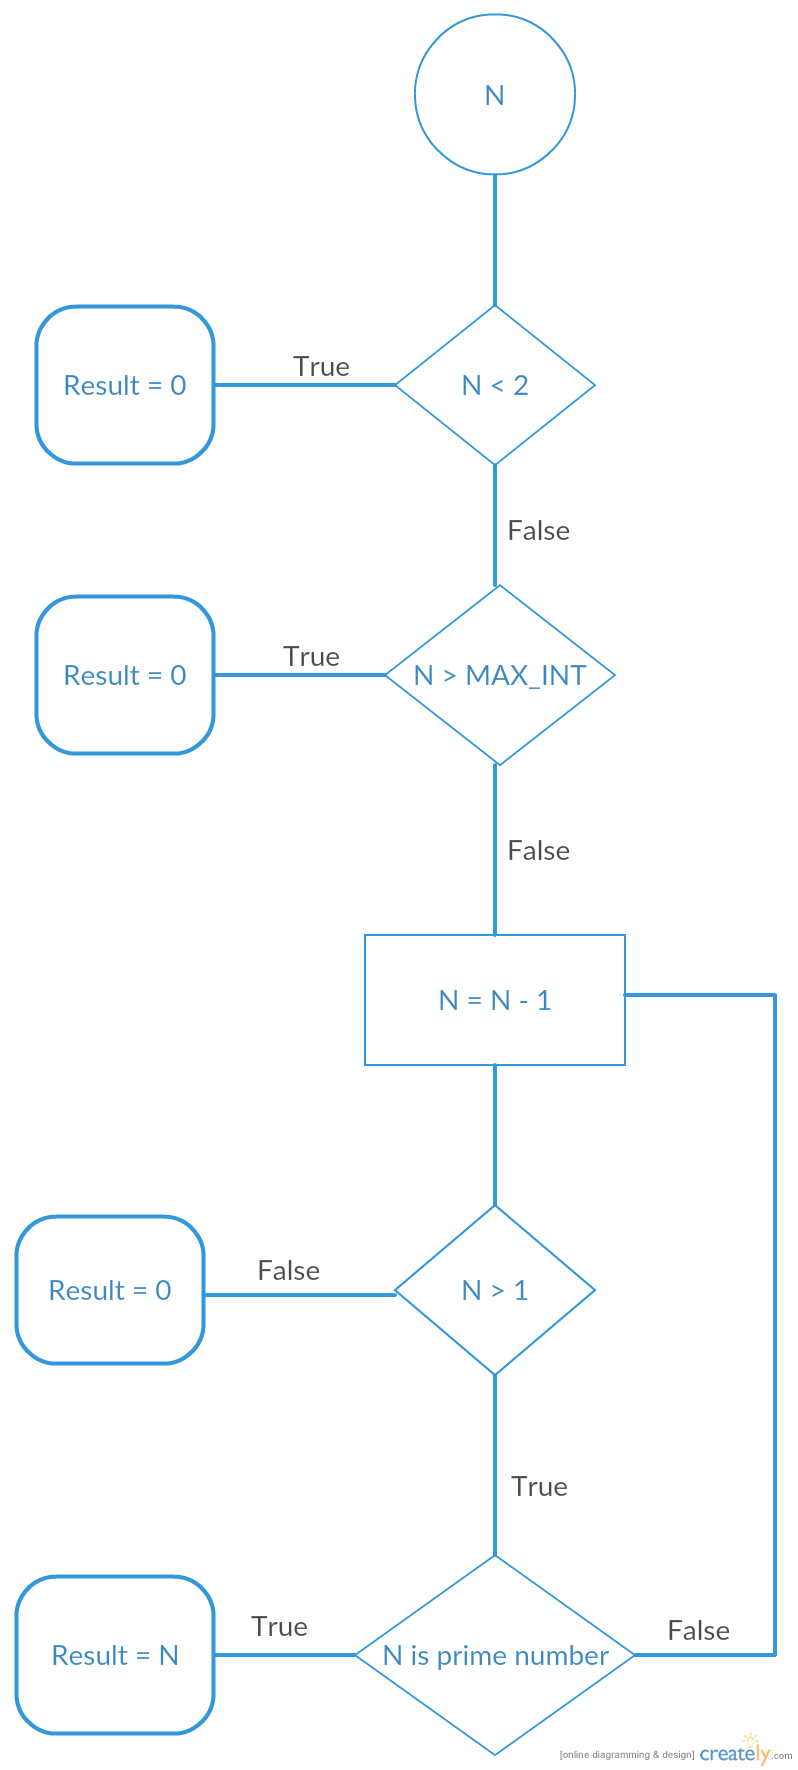 N
True
Result = 0
N < 2
False
True
Result = 0
N > MAX_INT
False
N = N - 1
False
Result = 0
N > 1
True
True
False
Result = N
N is prime number
[online diagramming & design] creately.com